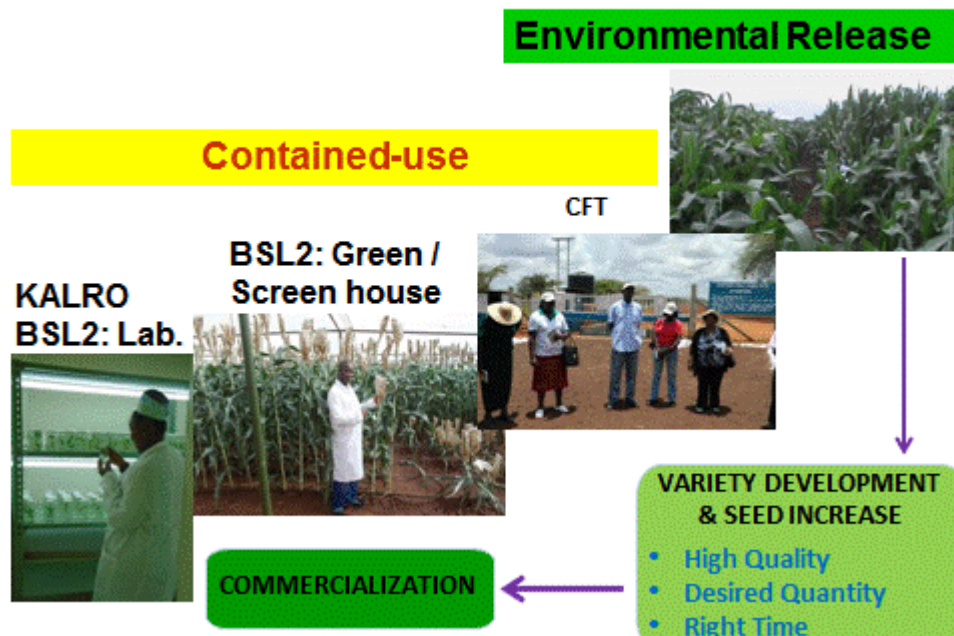 Environmental Release
Contained-use
CFT
BSL2: Green /
Screen house
KALRO
BSL2: Lab.
VARIETY DEVELOPMENT
& SEED INCREASE
• High Quality
• Desired Quantity
• Right Time
COMMERCIALIZATION